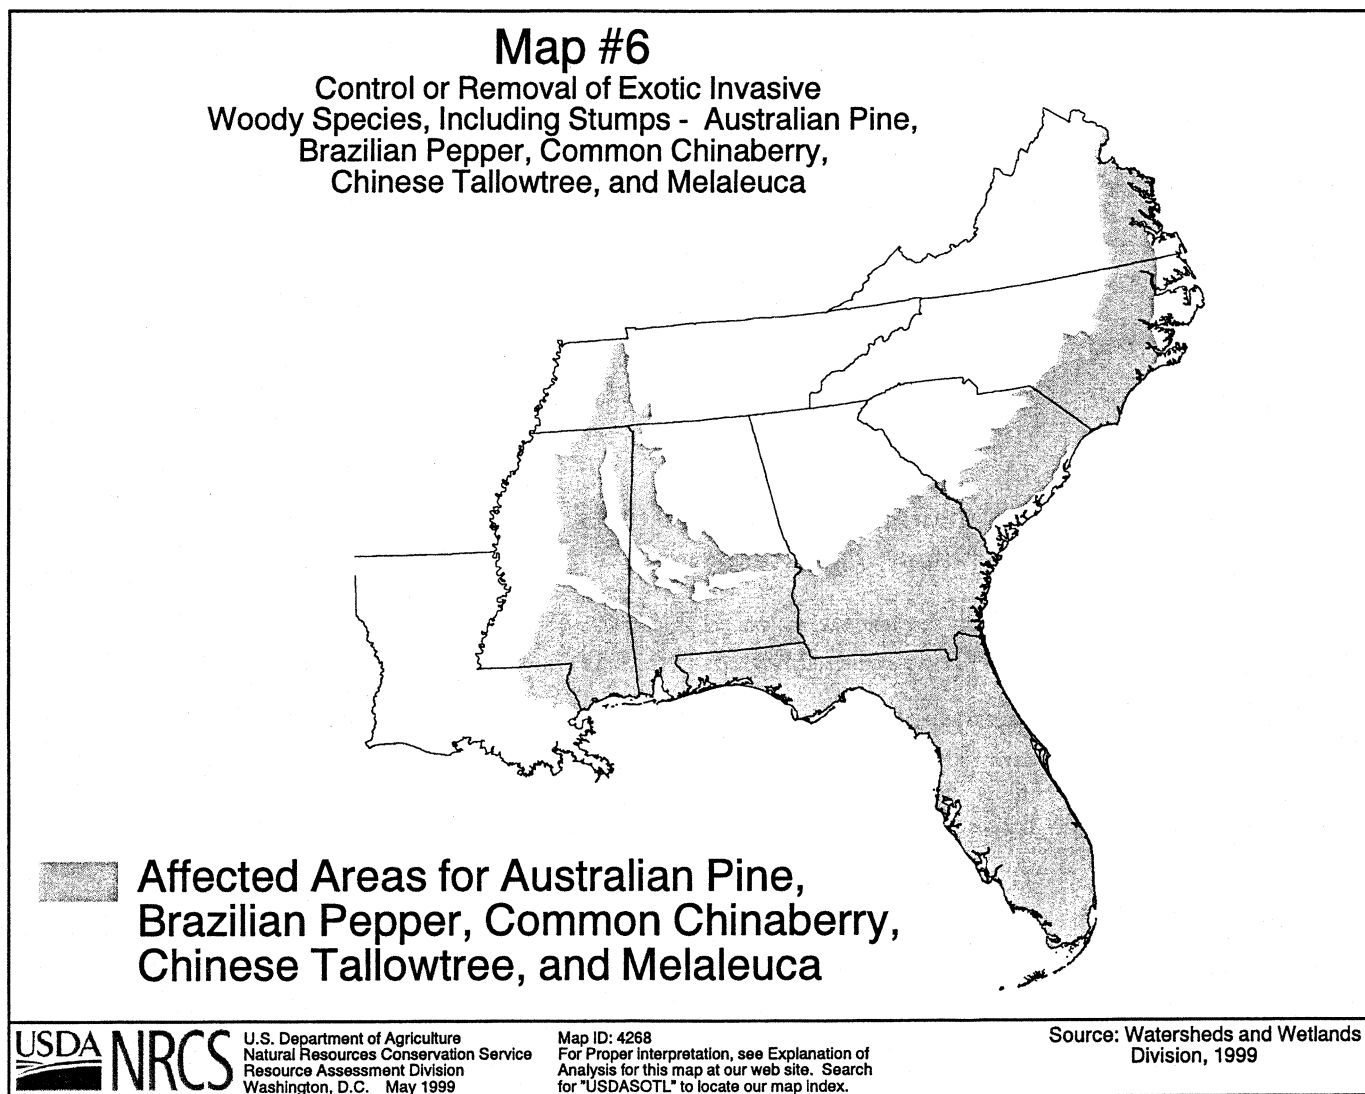 Map #6
Control or Removal of Exotic Invasive
Woody Species, Including Stumps - Australian Pine,
Brazilian Pepper, Common Chinaberry,
Chinese Tallowtree, and Melaleuca
Affected Areas for Australian Pine,
Brazilian Pepper, Common Chinaberry,
Chinese Tallowtree, and Melaleuca
USDA NRCS
U.S. Department of Agriculture
Natural Resources Conservation Service
Resource Assessment Division
Washington, D.C. May 1999
Map ID: 4268
For Proper interpretation, see Explanation of
Analysis for this map at our web site. Search
for "USDASOTL" to locate our map index.
Source: Watersheds and Wetlands
Division, 1999